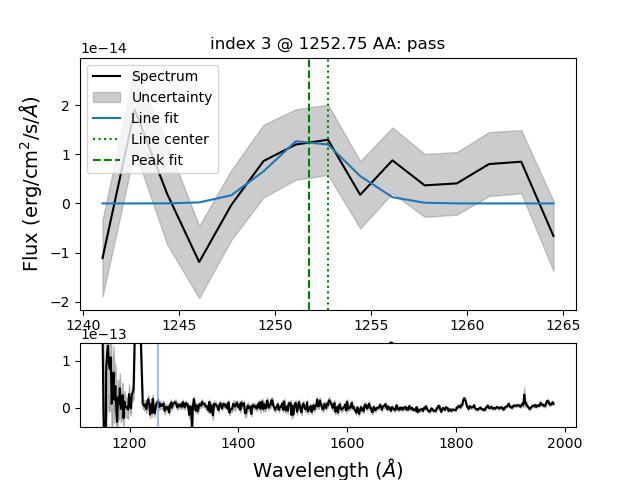 index 3 @ 1252.75 AA: pass
1e−14
Spectrum
Uncertainty
Line fit
Line center
Peak fit
Flux (erg/cm²/s/Å)
2
1
0
−1
−2
1240 1245 1250 1255 1260 1265
1e−13
1
0
1200 1400 1600 1800 2000
Wavelength (Å)